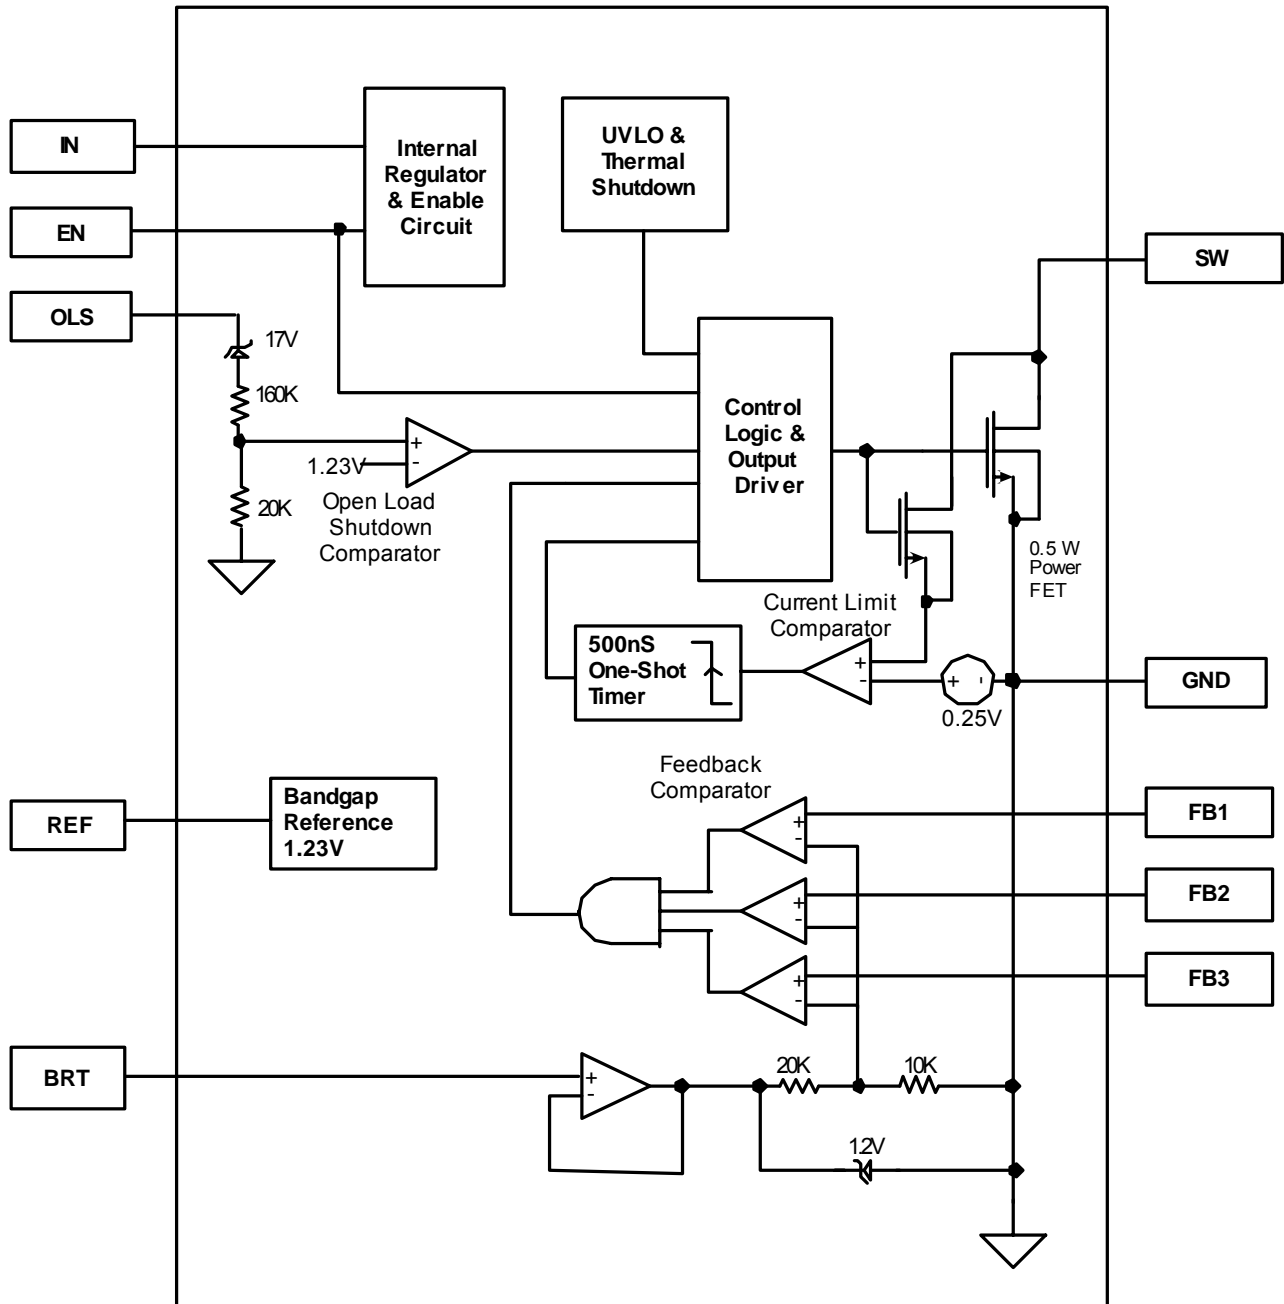 IN
EN
OLS
Internal
Regulator
& Enable
Circuit
UVLO &
Thermal
Shutdown
SW
17V
160K
20K
+
-
1.23V
Open Load
Shutdown
Comparator
Control
Logic &
Output
Driver
0.5 W
Power
FET
Current Limit
Comparator
500nS
One-Shot
Timer
+
-
+ -
0.25V
GND
REF
Bandgap
Reference
1.23V
Feedback
Comparator
+
-
FB1
+
-
FB2
+
-
FB3
BRT
+
-
20K
10K
1.2V